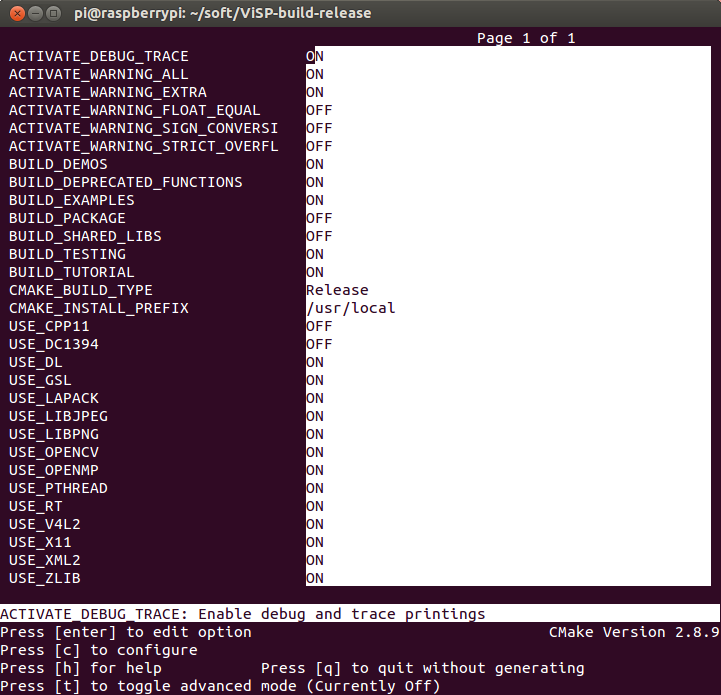 pi@raspberrypi: ~/soft/ViSP-build-release
Page 1 of 1
ACTIVATE_DEBUG_TRACE ON
ACTIVATE_WARNING_ALL ON
ACTIVATE_WARNING_EXTRA ON
ACTIVATE_WARNING_FLOAT_EQUAL OFF
ACTIVATE_WARNING_SIGN_CONVERSI OFF
ACTIVATE_WARNING_STRICT_OVERFL OFF
BUILD_DEMOS ON
BUILD_DEPRECATED_FUNCTIONS ON
BUILD_EXAMPLES ON
BUILD_PACKAGE OFF
BUILD_SHARED_LIBS OFF
BUILD_TESTING ON
BUILD_TUTORIAL ON
CMAKE_BUILD_TYPE Release
CMAKE_INSTALL_PREFIX /usr/local
USE_CPP11 OFF
USE_DC1394 OFF
USE_DL ON
USE_GSL ON
USE_LAPACK ON
USE_LIBJPEG ON
USE_LIBPNG ON
USE_OPENCV ON
USE_OPENMP ON
USE_PTHREAD ON
USE_RT ON
USE_V4L2 ON
USE_X11 ON
USE_XML2 ON
USE_ZLIB ON
ACTIVATE_DEBUG_TRACE: Enable debug and trace printings
Press [enter] to edit option CMake Version 2.8.9
Press [c] to configure
Press [h] for help Press [q] to quit without generating
Press [t] to toggle advanced mode (Currently Off)